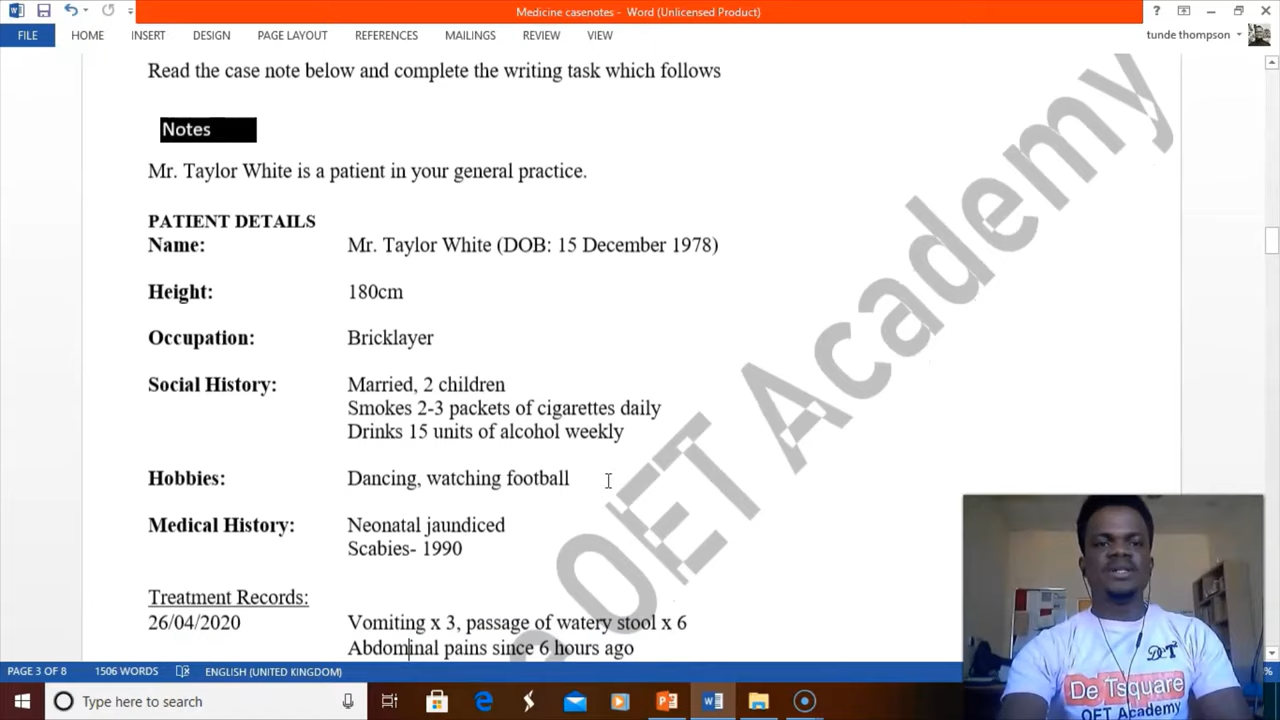 Medicine casenotes - Word (Unlicensed Product)
?
FILE HOME INSERT DESIGN PAGE LAYOUT REFERENCES MAILINGS REVIEW VIEW tunde thompson
Read the case note below and complete the writing task which follows
Notes
Mr. Taylor White is a patient in your general practice.
PATIENT DETAILS
Name: Mr. Taylor White (DOB: 15 December 1978)
Height: 180cm
Occupation: Bricklayer
Social History: Married, 2 children
Smokes 2-3 packets of cigarettes daily
Drinks 15 units of alcohol weekly
Hobbies: Dancing, watching football
Medical History: Neonatal jaundiced
Scabies- 1990
Treatment Records:
26/04/2020 Vomiting x 3, passage of watery stool x 6
Abdominal pains since 6 hours ago
OET Academy
De Tsquare
OET Academy
PAGE 3 OF 8 1506 WORDS ENGLISH (UNITED KINGDOM) %
Type here to search